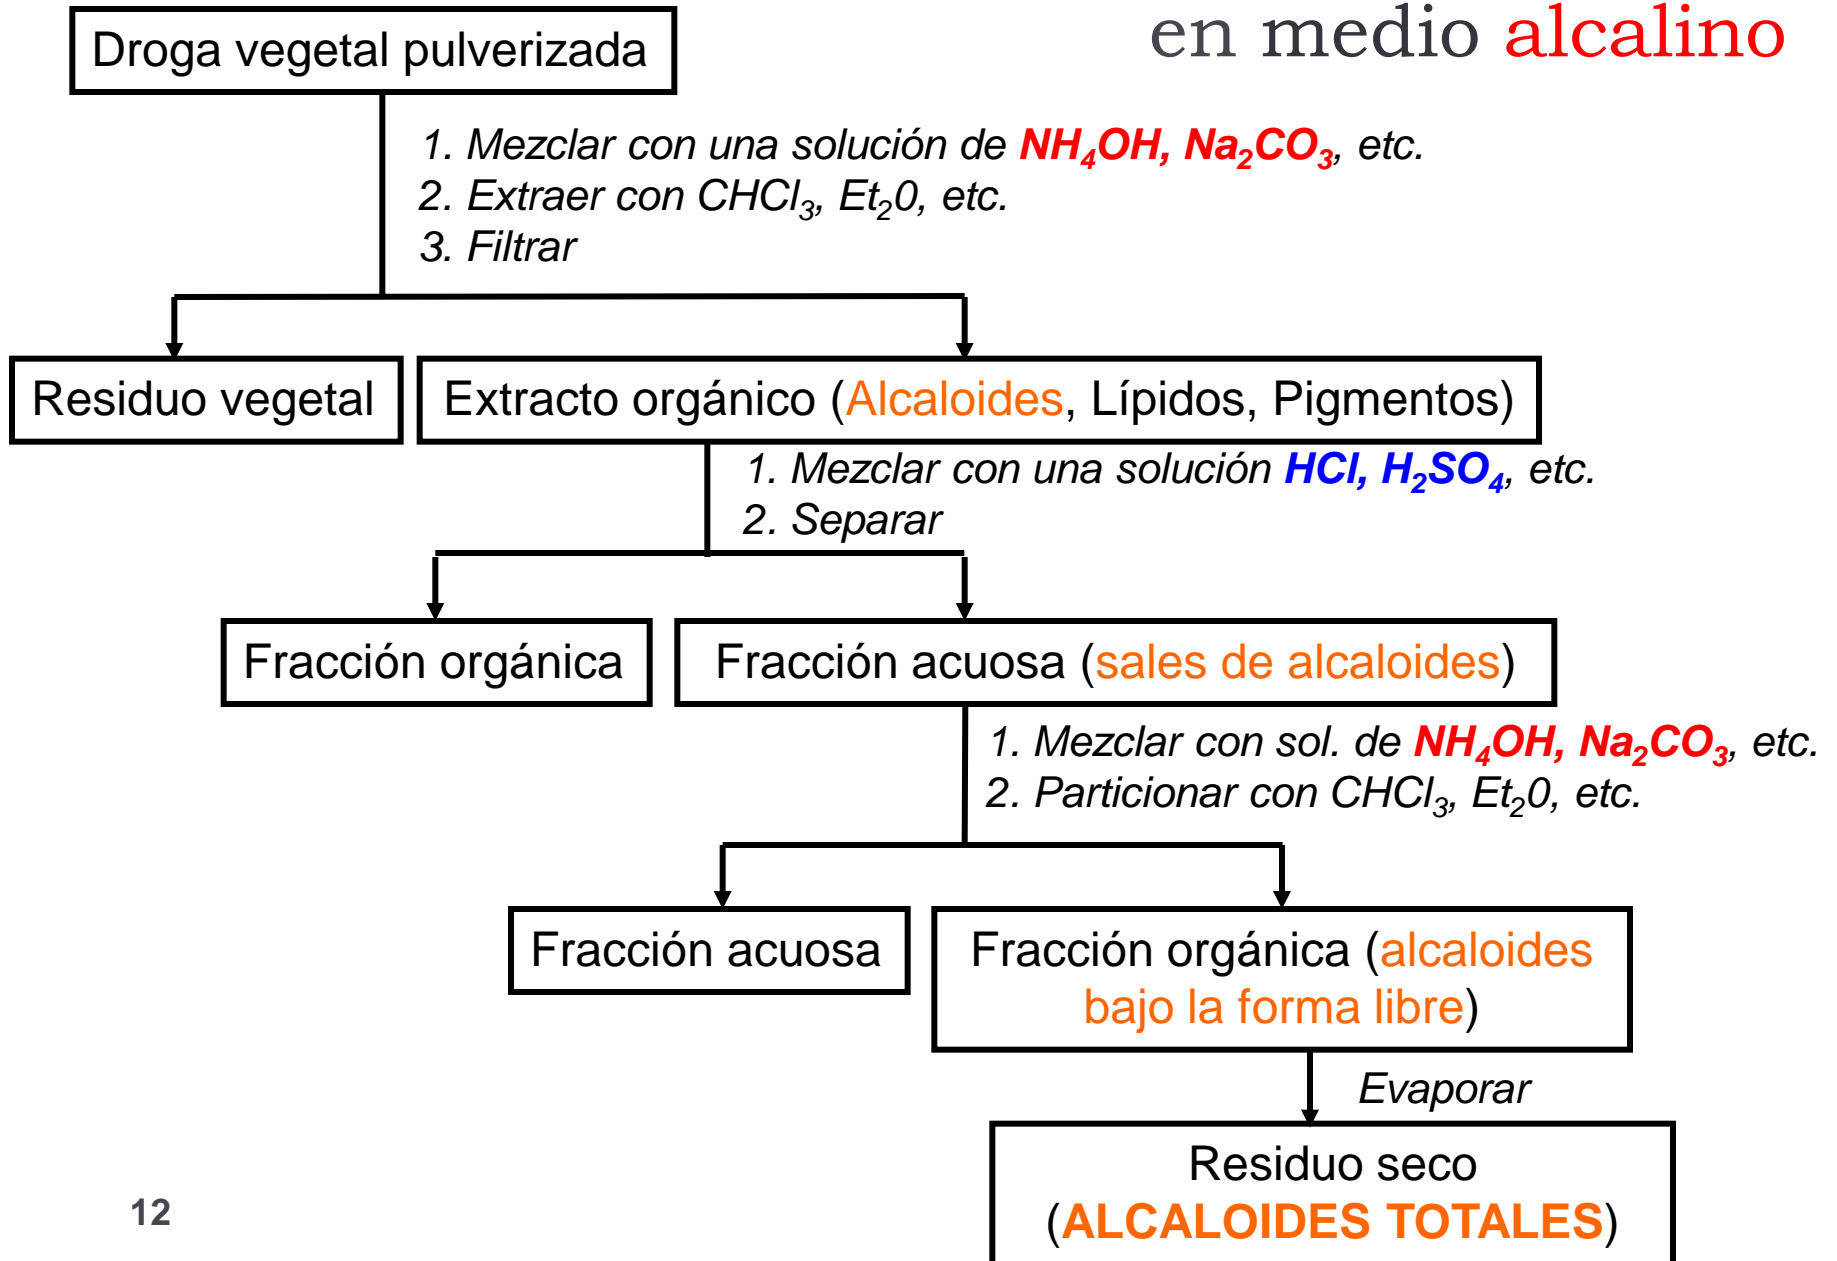 en medio alcalino
Droga vegetal pulverizada
1. Mezclar con una solución de NH₄OH, Na₂CO₃, etc.
2. Extraer con CHCl₃, Et₂0, etc.
3. Filtrar
Residuo vegetal
Extracto orgánico (Alcaloides, Lípidos, Pigmentos)
1. Mezclar con una solución HCl, H₂SO₄, etc.
2. Separar
Fracción orgánica
Fracción acuosa (sales de alcaloides)
1. Mezclar con sol. de NH₄OH, Na₂CO₃, etc.
2. Particionar con CHCl₃, Et₂0, etc.
Fracción acuosa
Fracción orgánica (alcaloides
bajo la forma libre)
Evaporar
Residuo seco
(ALCALOIDES TOTALES)
12